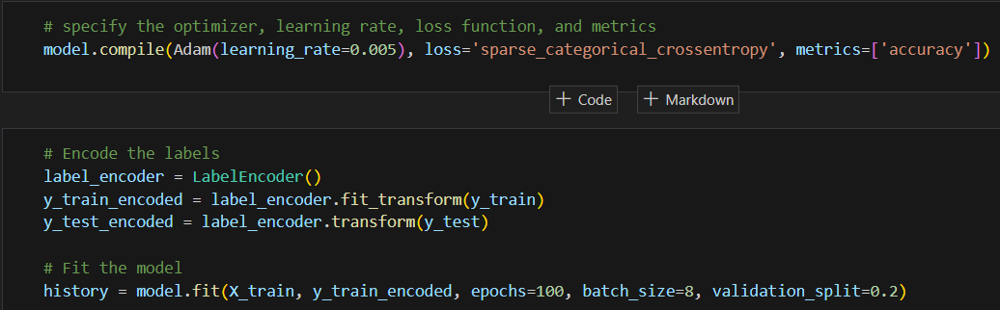 # specify the optimizer, learning rate, loss function, and metrics
model.compile(Adam(learning_rate=0.005), loss='sparse_categorical_crossentropy', metrics=['accuracy'])
+ Code + Markdown
# Encode the labels
label_encoder = LabelEncoder()
y_train_encoded = label_encoder.fit_transform(y_train)
y_test_encoded = label_encoder.transform(y_test)
# Fit the model
history = model.fit(X_train, y_train_encoded, epochs=100, batch_size=8, validation_split=0.2)